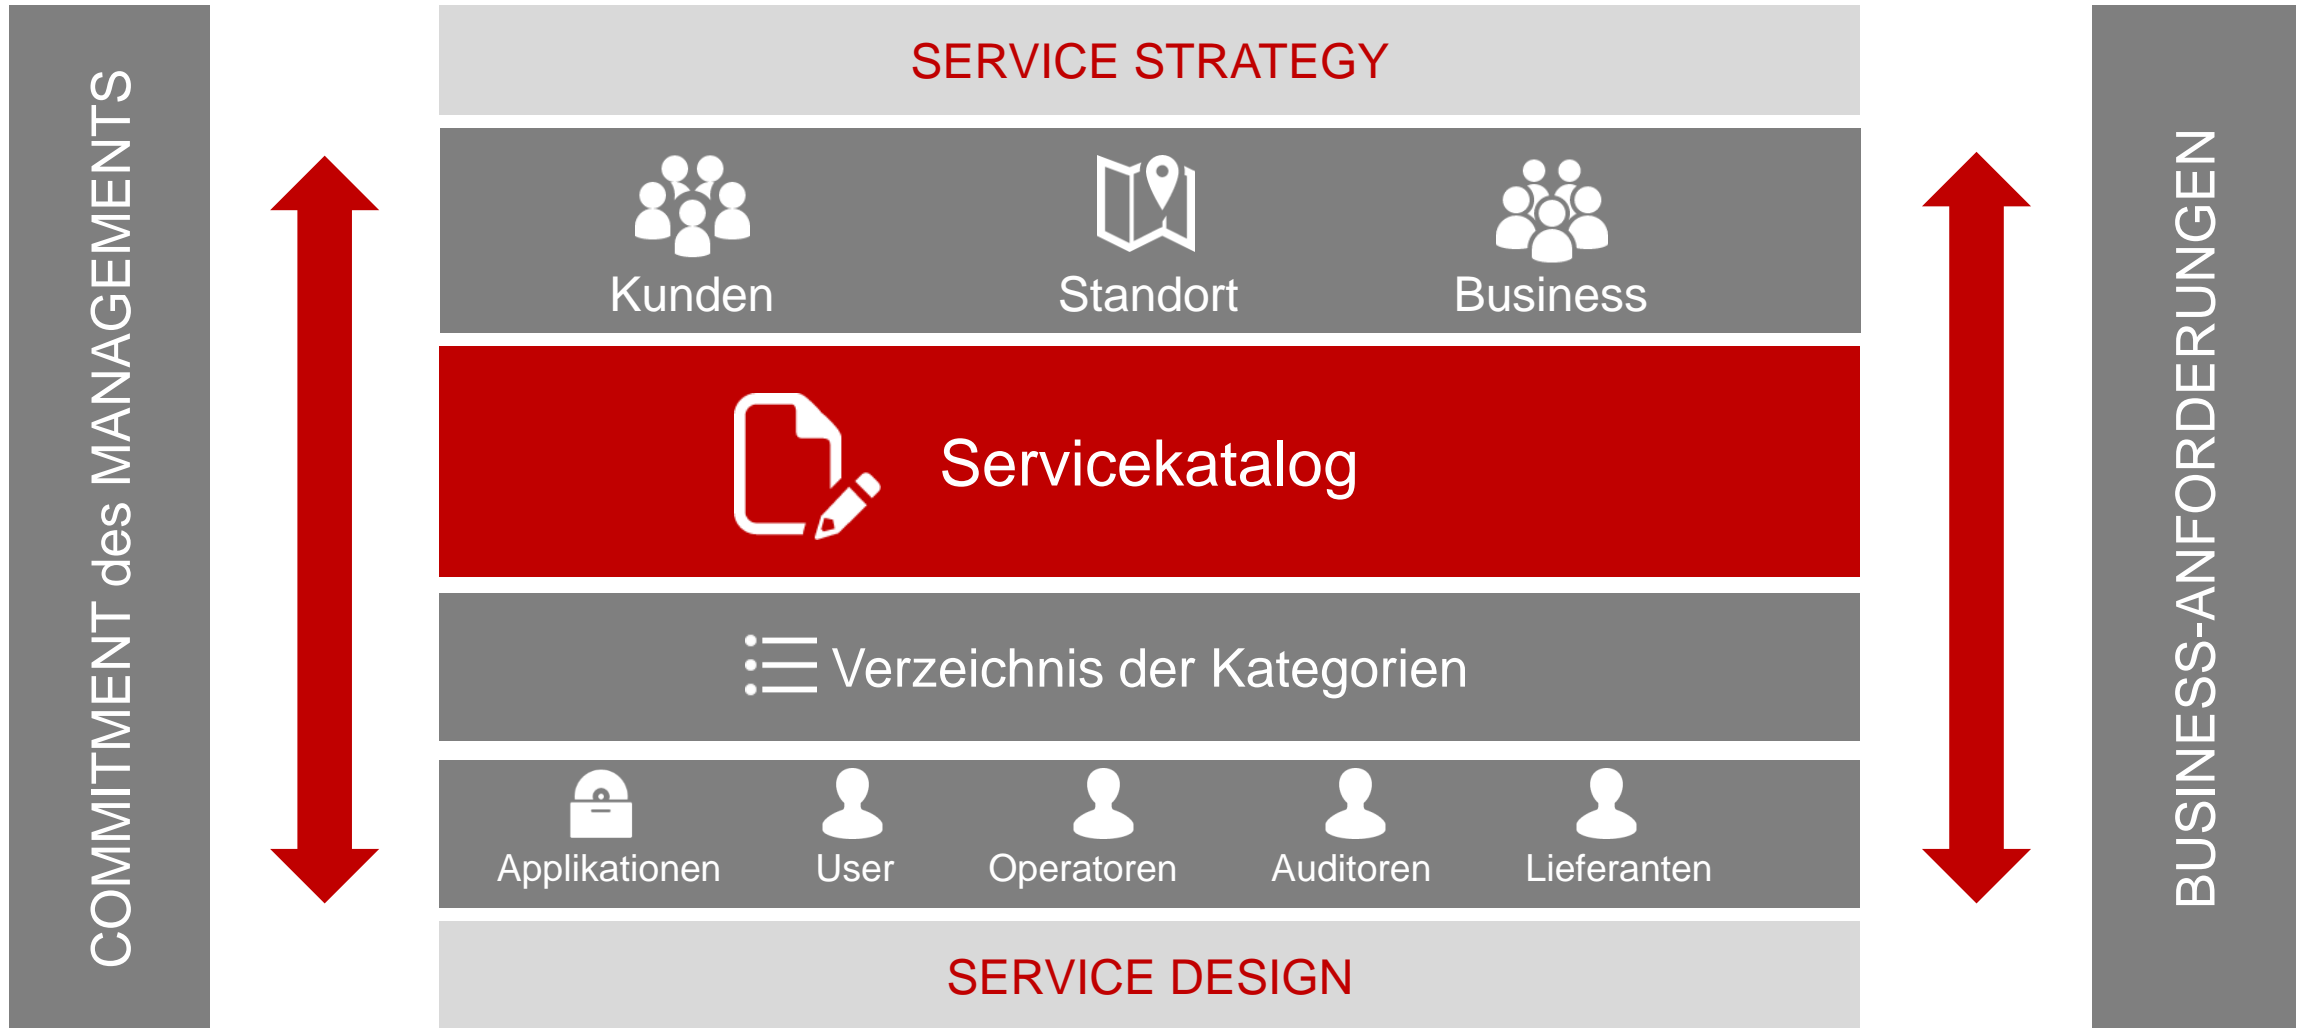 COMMITMENT des MANAGEMENTS
SERVICE STRATEGY
Kunden
Standort
Business
Servicekatalog
Verzeichnis der Kategorien
Applikationen
User
Operatoren
Auditoren
Lieferanten
SERVICE DESIGN
BUSINESS-ANFORDERUNGEN